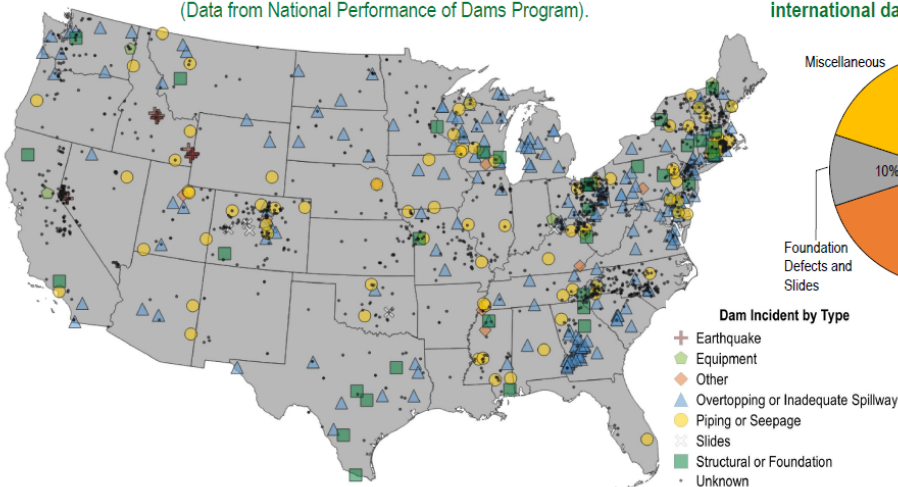 (Data from National Performance of Dams Program).
international da
Miscellaneous
10%
Foundation
Defects and
Slides
Dam Incident by Type
Earthquake
Equipment
Other
Overtopping or Inadequate Spillway
Piping or Seepage
Slides
Structural or Foundation
Unknown